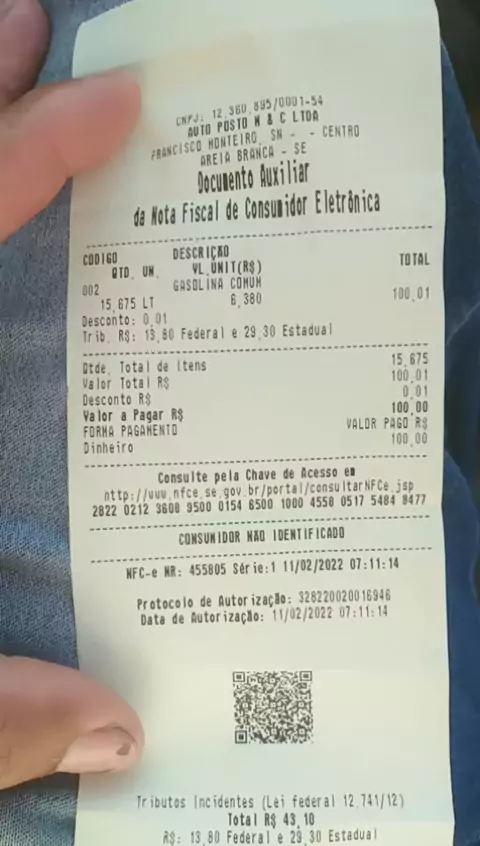 CNPJ: 12.360.895/0001-54
AUTO POSTO M & C LTDA
FRANCISCO MONTEIRO, SN - - CENTRO
AREIA BRANCA - SE
Documento Auxiliar
da Nota Fiscal de Consumidor Eletrônica
CODIGO DESCRIÇÃO TOTAL
QTD. UN. VL.UNIT(R$)
002 GASOLINA COMUM
15,675 LT 6,380 100,01
Desconto: 0,01
Trib. R$: 13,80 Federal e 29,30 Estadual
Qtde. Total de Itens 15,675
Valor Total R$ 100,01
Desconto R$ 0,01
Valor a Pagar R$ 100,00
FORMA PAGAMENTO VALOR PAGO R$
Dinheiro 100,00
Consulte pela Chave de Acesso em
http://www.nfce.se.gov.br/portal/consultarNFCe.jsp
2822 0212 3608 9500 0154 6500 1000 4558 0517 5484 8477
CONSUMIDOR NÃO IDENTIFICADO
NFC-e NR: 455805 Série:1 11/02/2022 07:11:14
Protocolo de Autorização: 328220020016946
Data de Autorização: 11/02/2022 07:11:14
Tributos Incidentes (Lei federal 12.741/12)
Total R$ 43,10
R$: 13,80 Federal e 29,30 Estadual